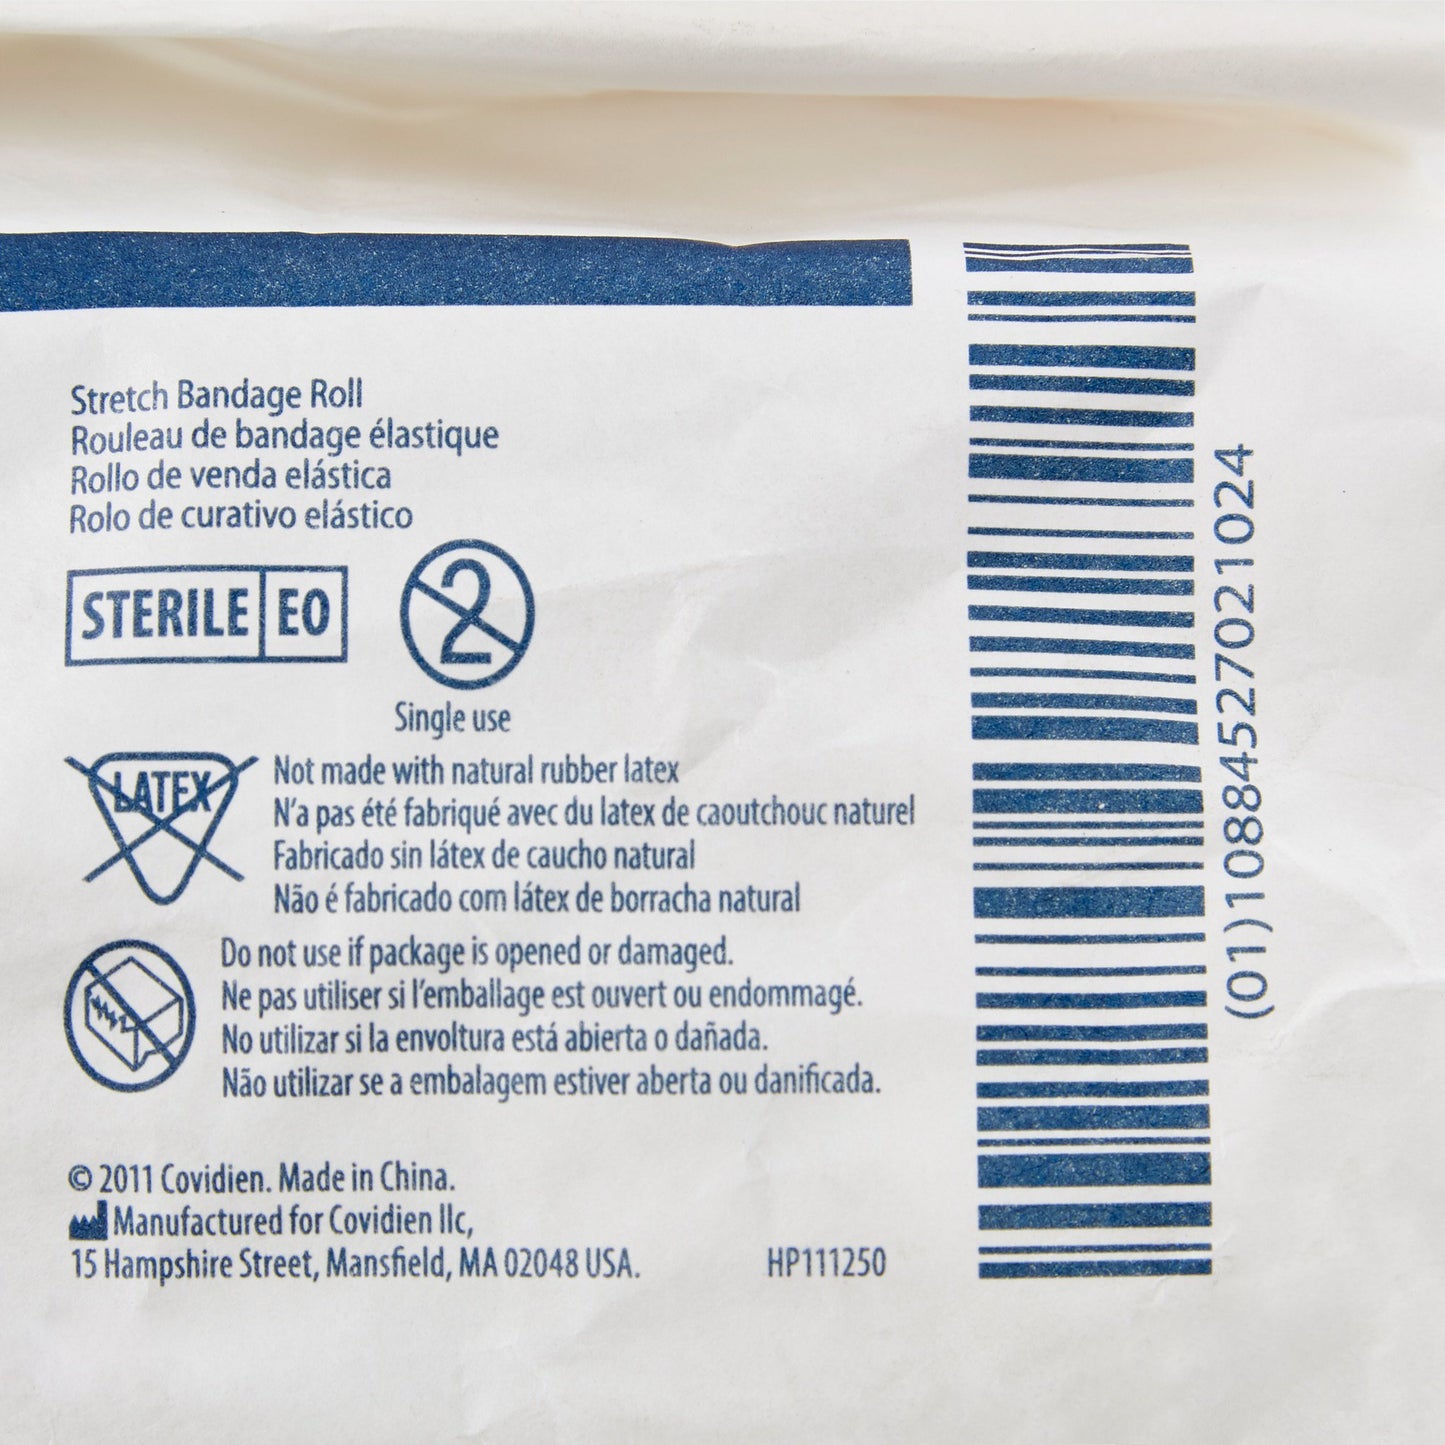 Stretch Bandage Roll
Rouleau de bandage élastique
Rollo de venda elástica
Rolo de curativo elástico
STERILE EO
2
Single use
LATEX
Not made with natural rubber latex
N'a pas été fabriqué avec du latex de caoutchouc naturel
Fabricado sin látex de caucho natural
Não é fabricado com látex de borracha natural
Do not use if package is opened or damaged.
Ne pas utiliser si l'emballage est ouvert ou endommagé.
No utilizar si la envoltura está abierta o dañada.
Não utilizar se a embalagem estiver aberta ou danificada.
© 2011 Covidien. Made in China.
Manufactured for Covidien llc,
15 Hampshire Street, Mansfield, MA 02048 USA.
HP111250
(01)10884527021024